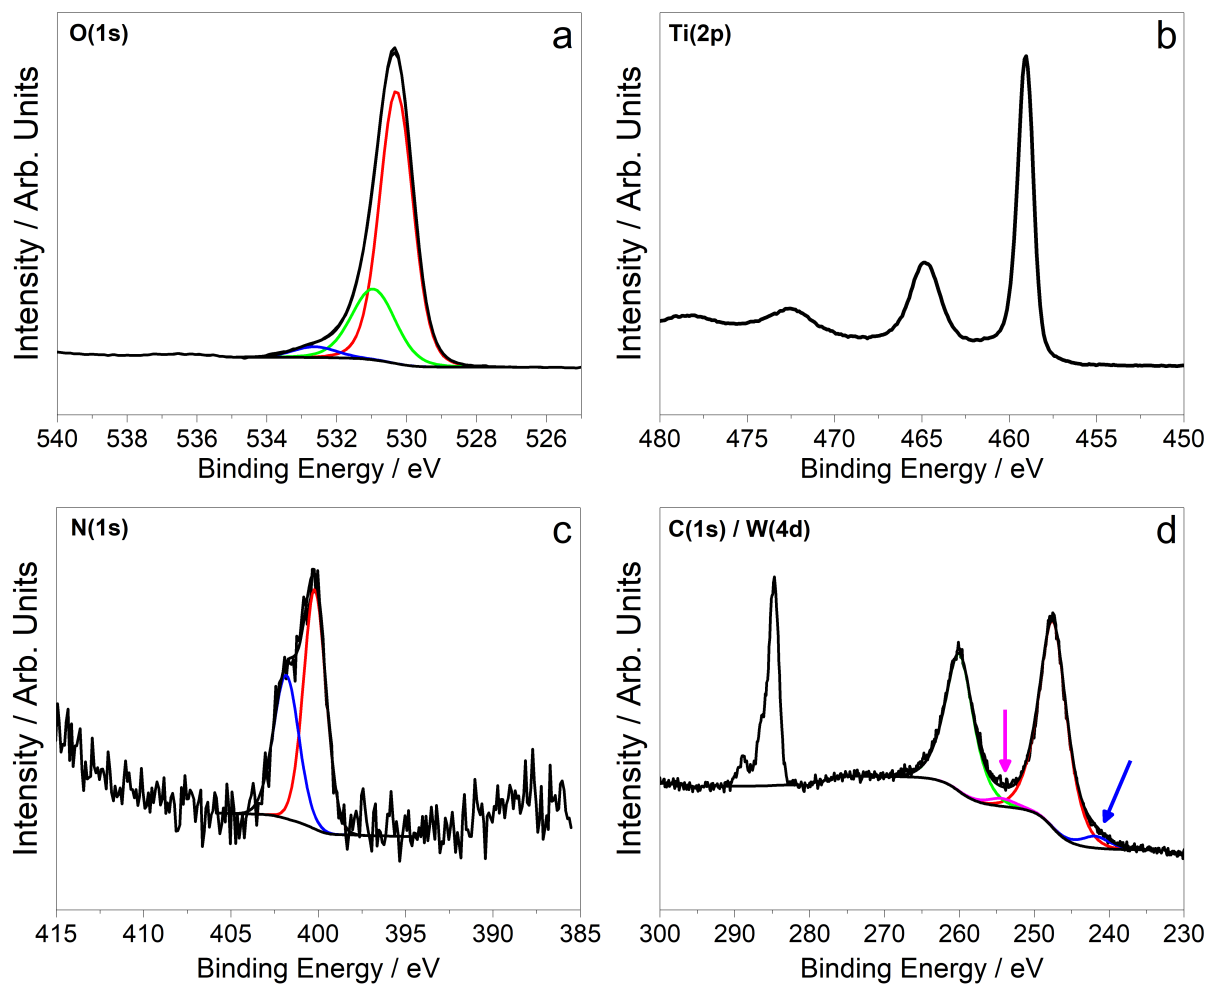 O(1s)
a
Intensity / Arb. Units
540 538 536 534 532 530 528 526
Binding Energy / eV
Ti(2p)
b
Intensity / Arb. Units
480 475 470 465 460 455 450
Binding Energy / eV
N(1s)
c
Intensity / Arb. Units
415 410 405 400 395 390 385
Binding Energy / eV
C(1s) / W(4d)
d
Intensity / Arb. Units
300 290 280 270 260 250 240 230
Binding Energy / eV